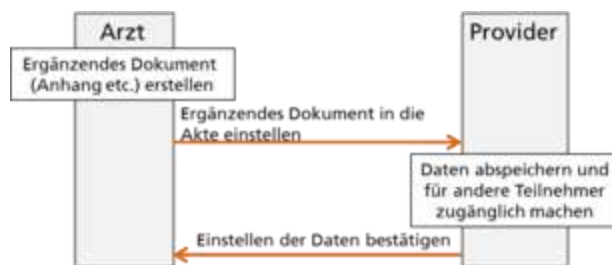 Arzt
Provider
Ergänzendes Dokument
(Anhang etc.) erstellen
Ergänzendes Dokument in die
Akte einstellen
Daten abspeichern und
für andere Teilnehmer
zugänglich machen
Einstellen der Daten bestätigen